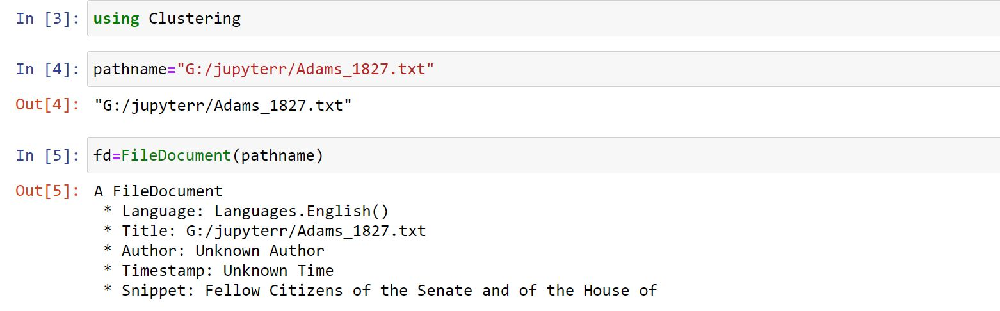 In [3]: using Clustering
In [4]: pathname="G:/jupyterr/Adams_1827.txt"
Out[4]: "G:/jupyterr/Adams_1827.txt"
In [5]: fd=FileDocument(pathname)
Out[5]: A FileDocument
* Language: Languages.English()
* Title: G:/jupyterr/Adams_1827.txt
* Author: Unknown Author
* Timestamp: Unknown Time
* Snippet: Fellow Citizens of the Senate and of the House of